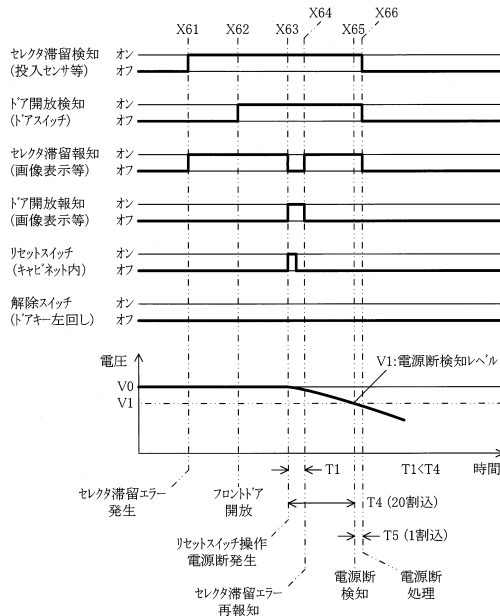 X61 X62 X63 X64 X65 X66
セレクタ滞留検知 オン
(投入センサ等) オフ
ドア開放検知 オン
(ドアスイッチ) オフ
セレクタ滞留報知 オン
(画像表示等) オフ
ドア開放報知 オン
(画像表示等) オフ
リセットスイッチ オン
(キャビネット内) オフ
解除スイッチ オン
(ドアキー左回し) オフ
電圧
V1:電源断検知レベル
V0
V1
T1 T1<T4 時間
セレクタ滞留エラー
発生
フロントドア
開放
T4 (20割込)
リセットスイッチ操作
電源断発生
T5 (1割込)
セレクタ滞留エラー
再報知
電源断
検知
電源断
処理